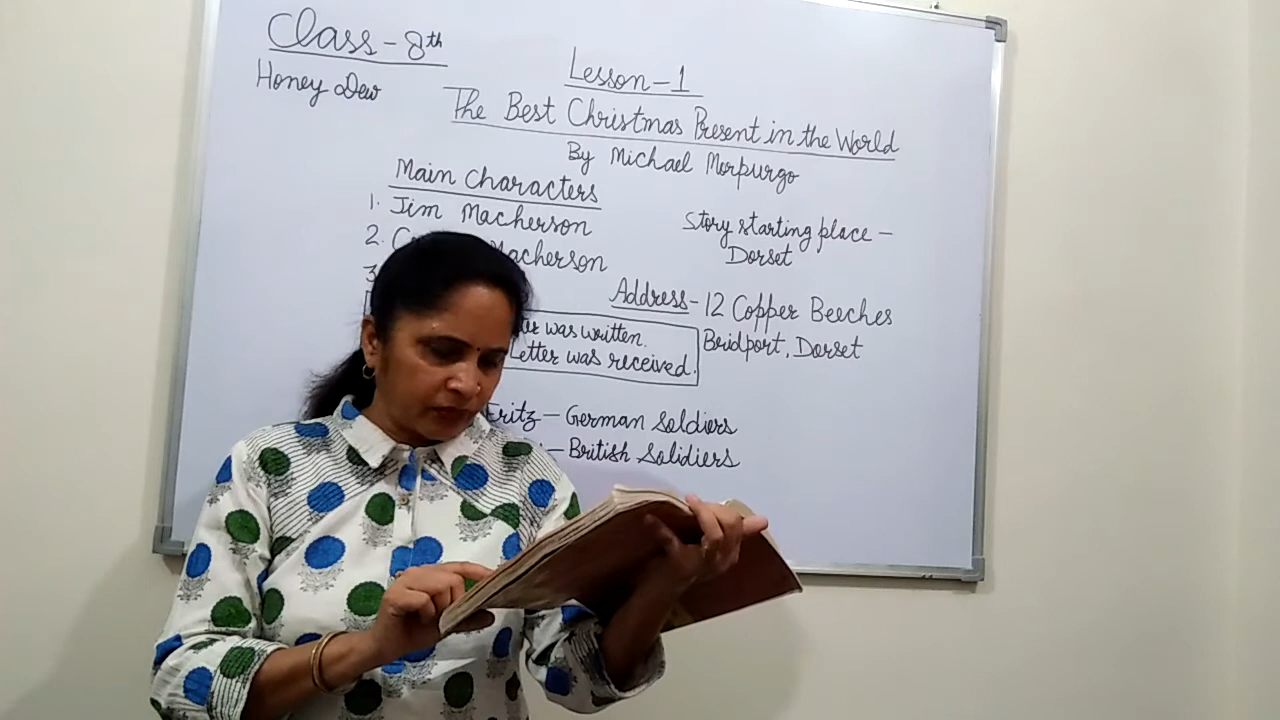 Class - 8th
Honey Dew
Lesson - 1
The Best Christmas Present in the World
By Michael Morpurgo
Main Characters
1. Jim Macherson
2. Macherson
3
Story starting place -
Dorset
Address - 12 Copper Beeches
Bridport, Dorset
was written.
Letter was received.
Fritz - German Soldiers
- British Solidiers